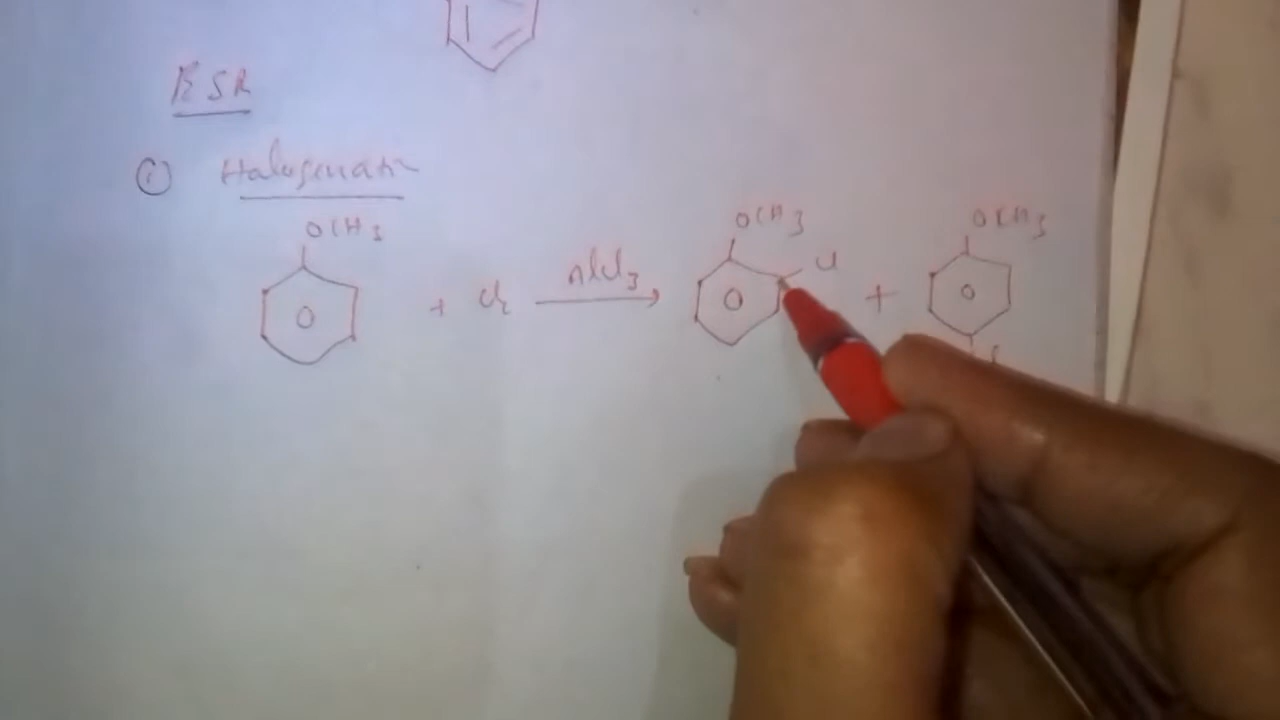 ESR
(i) Halogenation
OCH3 OCH3 OCH3
+ Cl2 AlCl3 Cl +